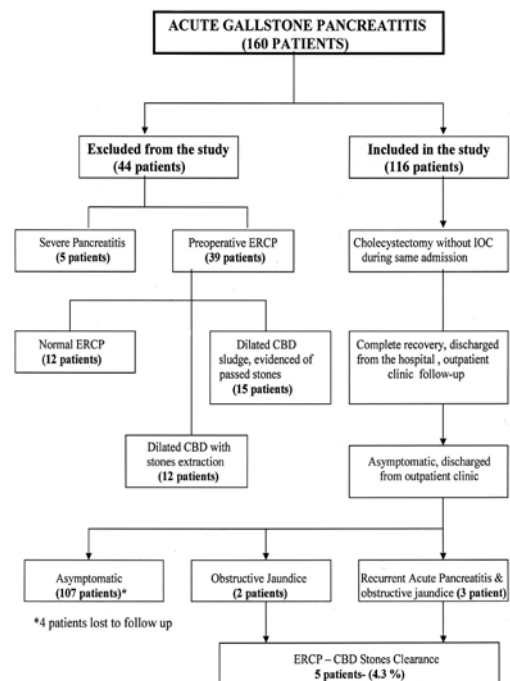 ACUTE GALLSTONE PANCREATITIS
(160 PATIENTS)
Excluded from the study
(44 patients)
Included in the study
(116 patients)
Severe Pancreatitis
(5 patients)
Preoperative ERCP
(39 patients)
Cholecystectomy without IOC
during same admission
Normal ERCP
(12 patients)
Dilated CBD
sludge, evidenced of
passed stones
(15 patients)
Complete recovery, discharged
from the hospital , outpatient
clinic follow-up
Dilated CBD with
stones extraction
(12 patients)
Asymptomatic, discharged
from outpatient clinic
Asymptomatic
(107 patients)*
Obstructive Jaundice
(2 patients)
Recurrent Acute Pancreatitis &
obstructive jaundice (3 patient)
*4 patients lost to follow up
ERCP – CBD Stones Clearance
5 patients- (4.3 %)